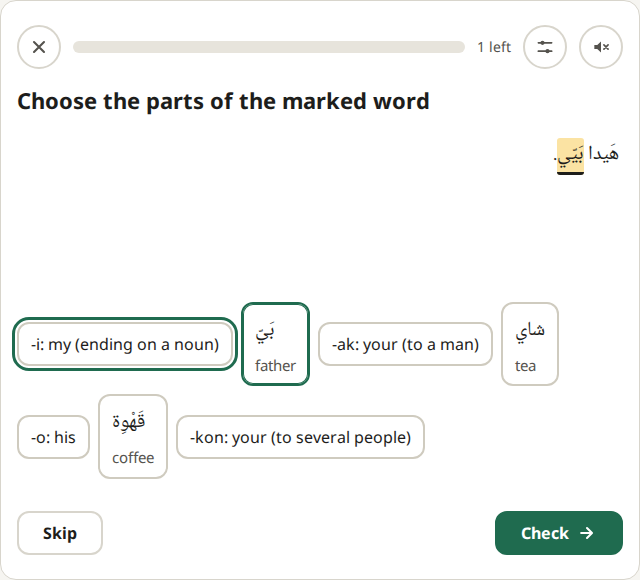 1 left
Choose the parts of the marked word
هَيدا بَيّي.
-i: my (ending on a noun)
بَيّ
father
-ak: your (to a man)
شاي
tea
-o: his
قَهْوِة
coffee
-kon: your (to several people)
Skip
Check